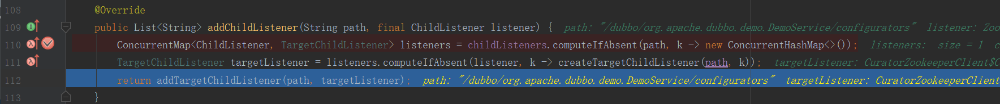 108 @Override
109 public List<String> addChildListener(String path, final ChildListener listener) { path: "/dubbo/org.apache.dubbo.demo.DemoService/configurators" listener: Zoo
110 ConcurrentMap<ChildListener, TargetChildListener> listeners = childListeners.computeIfAbsent(path, k -> new ConcurrentHashMap<>()); listeners: size = 1 c
111 TargetChildListener targetListener = listeners.computeIfAbsent(listener, k -> createTargetChildListener(path, k)); targetListener: CuratorZookeeperClient$C
112 return addTargetChildListener(path, targetListener); path: "/dubbo/org.apache.dubbo.demo.DemoService/configurators" targetListener: CuratorZookeeperClient
113 }